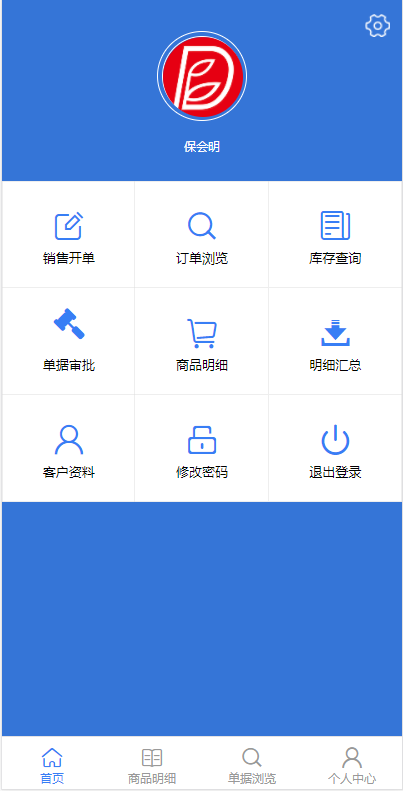 保会明
销售开单
订单浏览
库存查询
单据审批
商品明细
明细汇总
客户资料
修改密码
退出登录
首页
商品明细
单据浏览
个人中心